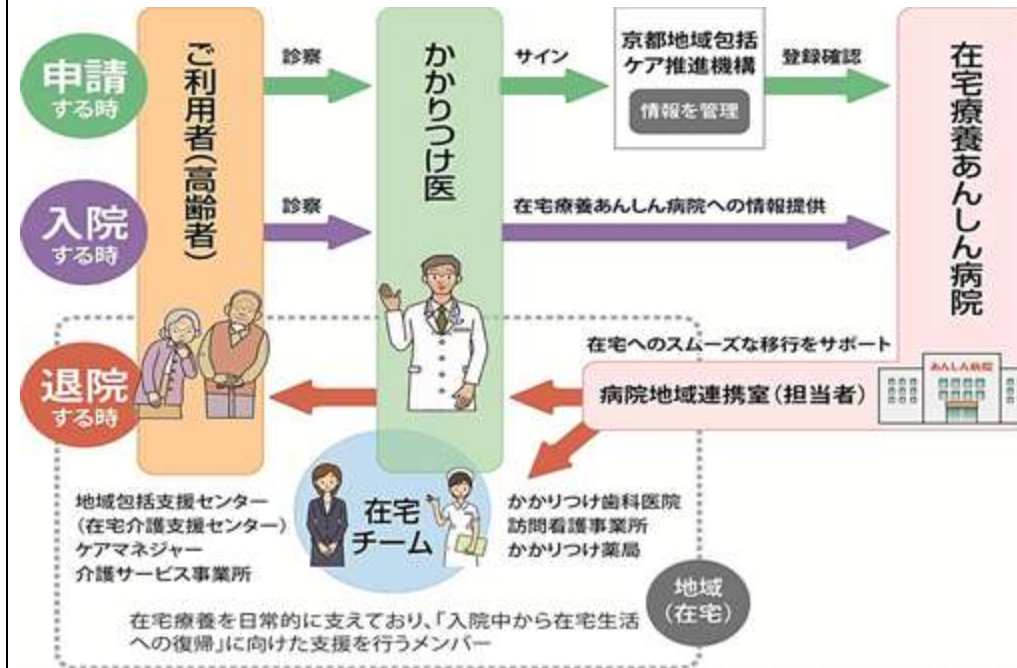 申請
する時
ご利用者(高齢者)
診察
かかりつけ医
サイン
京都地域包括
ケア推進機構
情報を管理
登録確認
在宅療養あんしん病院
入院
する時
診察
在宅療養あんしん病院への情報提供
在宅へのスムーズな移行をサポート
退院
する時
病院地域連携室(担当者)
あんしん病院
地域包括支援センター
(在宅介護支援センター)
ケアマネジャー
介護サービス事業所
在宅
チーム
かかりつけ歯科医院
訪問看護事業所
かかりつけ薬局
地域
(在宅)
在宅療養を日常的に支えており、「入院中から在宅生活
への復帰」に向けた支援を行うメンバー